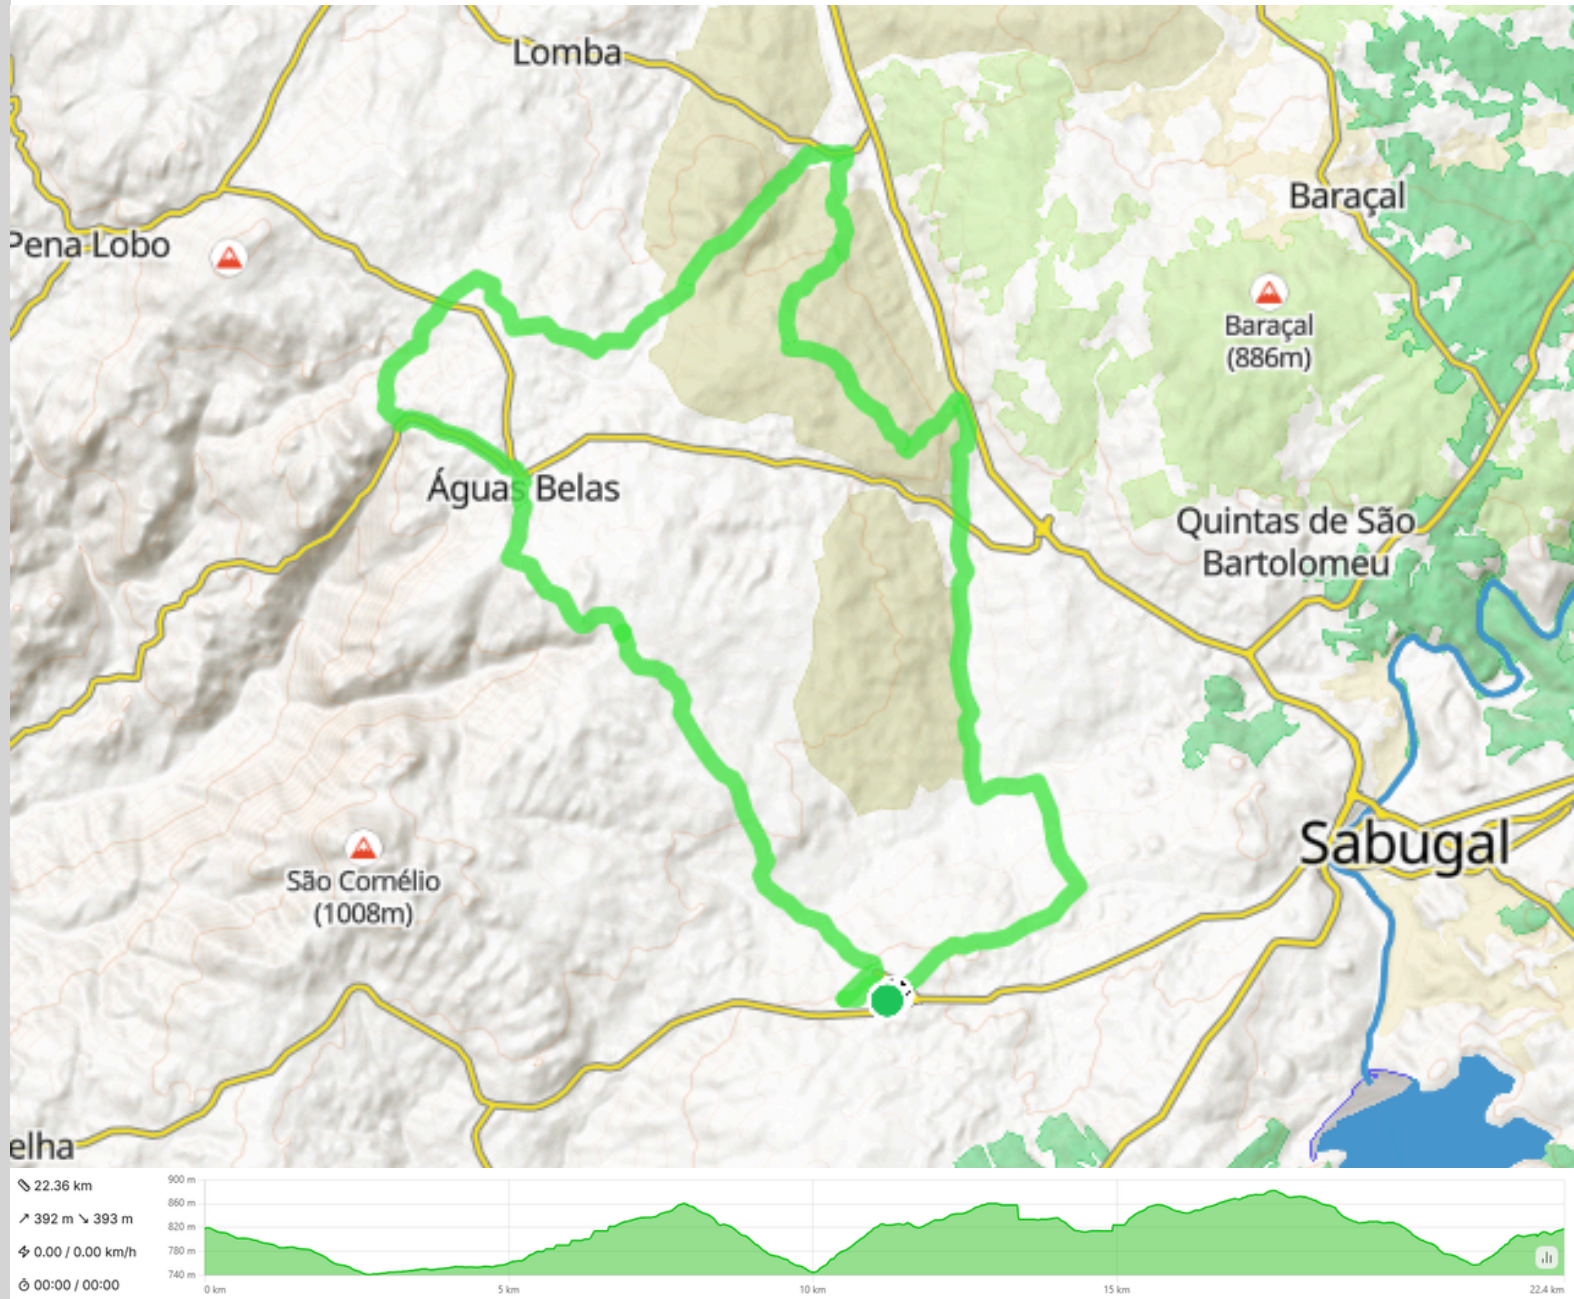 Lomba
Baraçal
Pena Lobo
Baraçal
(886m)
Águas Belas
Quintas de São
Bartolomeu
Sabugal
São Cornélio
(1008m)
elha
22.36 km
392 m 393 m
0.00 / 0.00 km/h
00:00 / 00:00
900 m
860 m
820 m
780 m
740 m
0 km
5 km
10 km
15 km
22.4 km